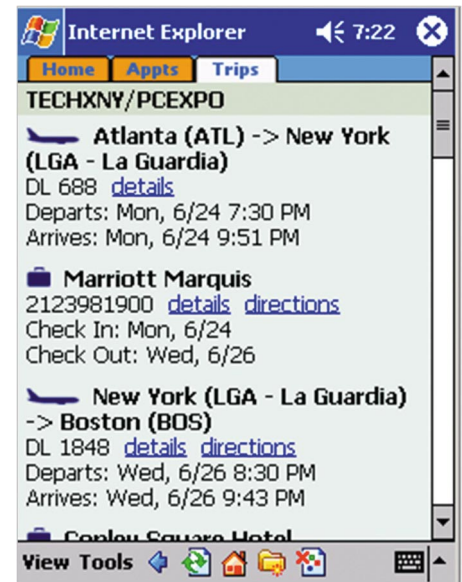 Internet Explorer 7:22
Home Appts Trips
TECHXNY/PCEXPO
Atlanta (ATL) -> New York
(LGA - La Guardia)
DL 688 details
Departs: Mon, 6/24 7:30 PM
Arrives: Mon, 6/24 9:51 PM
Marriott Marquis
2123981900 details directions
Check In: Mon, 6/24
Check Out: Wed, 6/26
New York (LGA - La Guardia)
-> Boston (BOS)
DL 1848 details directions
Departs: Wed, 6/26 8:30 PM
Arrives: Wed, 6/26 9:43 PM
Copley Square Hotel
View Tools